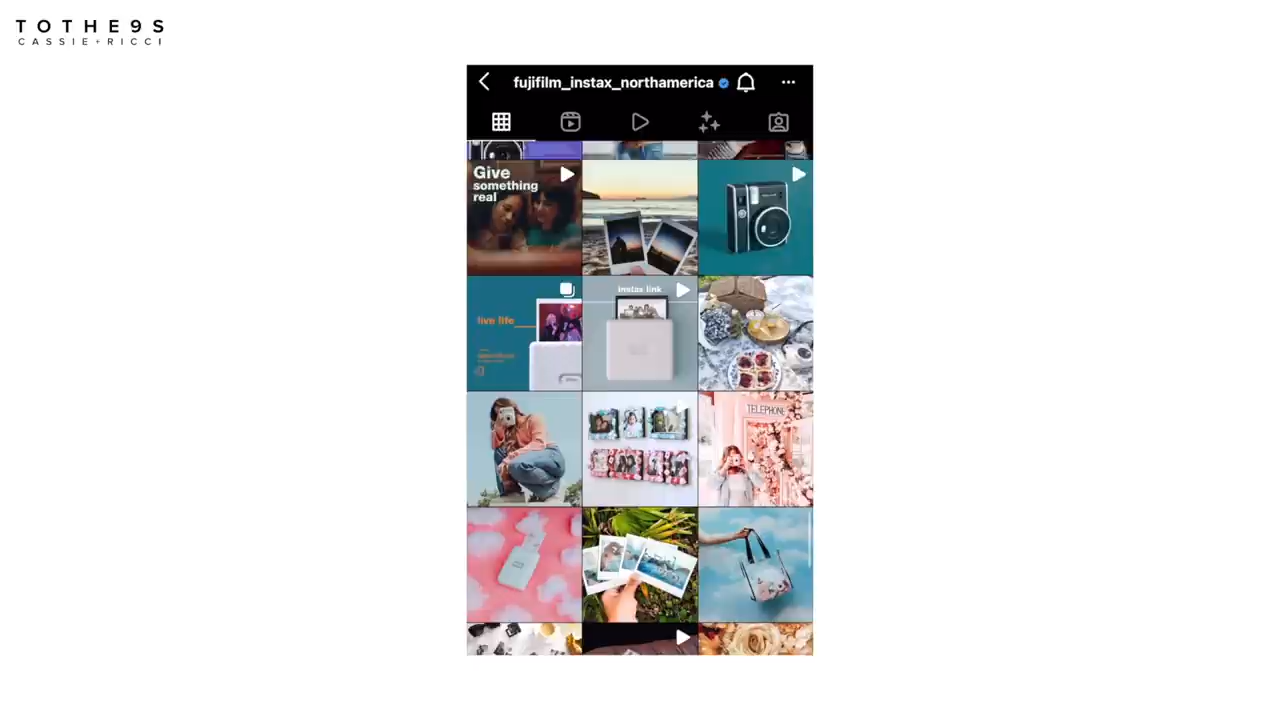 TOTHE9S
CASSIE+RICCI
fujifilm_instax_northamerica
Give
something
real
live life
instax link
TELEPHONE